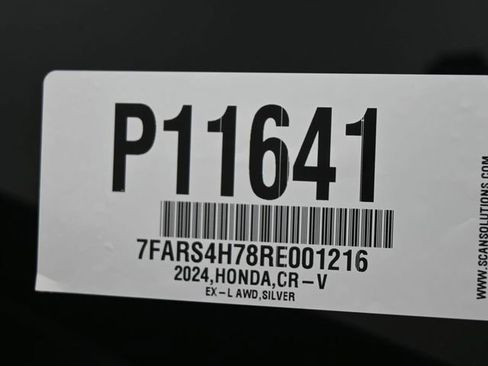 P11641
7FARS4H78RE001216
2024,HONDA,CR-V
EX-L AWD,SILVER
WWW.SCANSOLUTIONS.COM